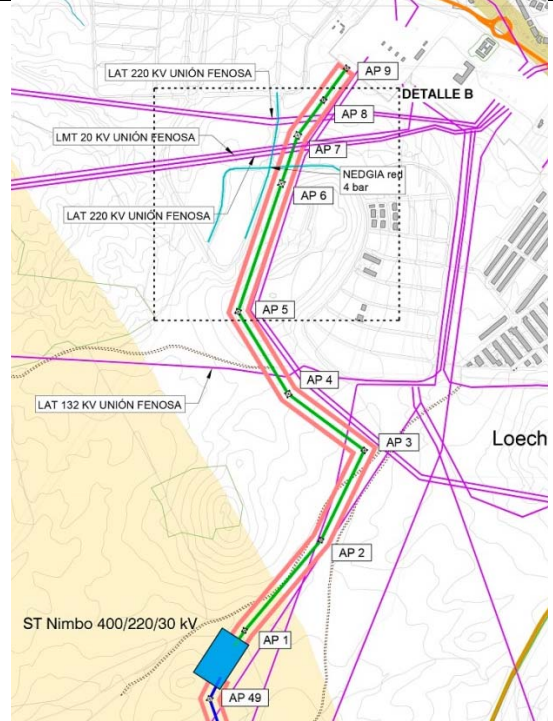 AP 9
LAT 220 KV UNIÓN FENOSA
DETALLE B
AP 8
LMT 20 KV UNIÓN FENOSA
AP 7
NEDGIA red
4 bar
AP 6
LAT 220 KV UNIÓN FENOSA
AP 5
AP 4
LAT 132 KV UNIÓN FENOSA
AP 3
Loech
AP 2
ST Nimbo 400/220/30 kV
AP 1
AP 49